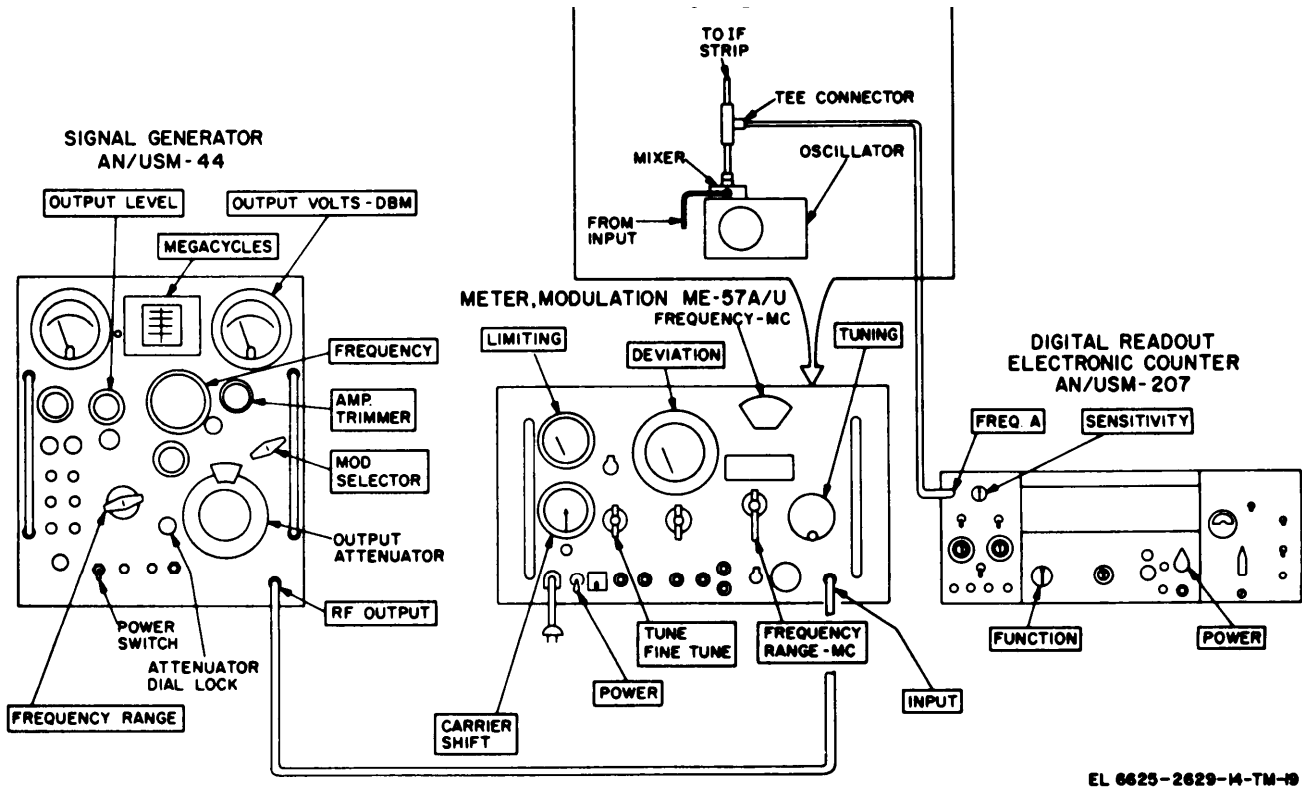 TO IF
STRIP
TEE CONNECTOR
MIXER
OSCILLATOR
FROM
INPUT
SIGNAL GENERATOR
AN/USM-44
OUTPUT LEVEL
OUTPUT VOLTS-DBM
MEGACYCLES
FREQUENCY
AMP.
TRIMMER
MOD
SELECTOR
OUTPUT
ATTENUATOR
RF OUTPUT
POWER
SWITCH
ATTENUATOR
DIAL LOCK
FREQUENCY RANGE
METER, MODULATION ME-57A/U
FREQUENCY-MC
LIMITING
DEVIATION
TUNING
TUNE
FINE TUNE
FREQUENCY
RANGE-MC
POWER
CARRIER
SHIFT
INPUT
DIGITAL READOUT
ELECTRONIC COUNTER
AN/USM-207
FREQ. A
SENSITIVITY
FUNCTION
POWER
EL 6625-2629-14-TM-19